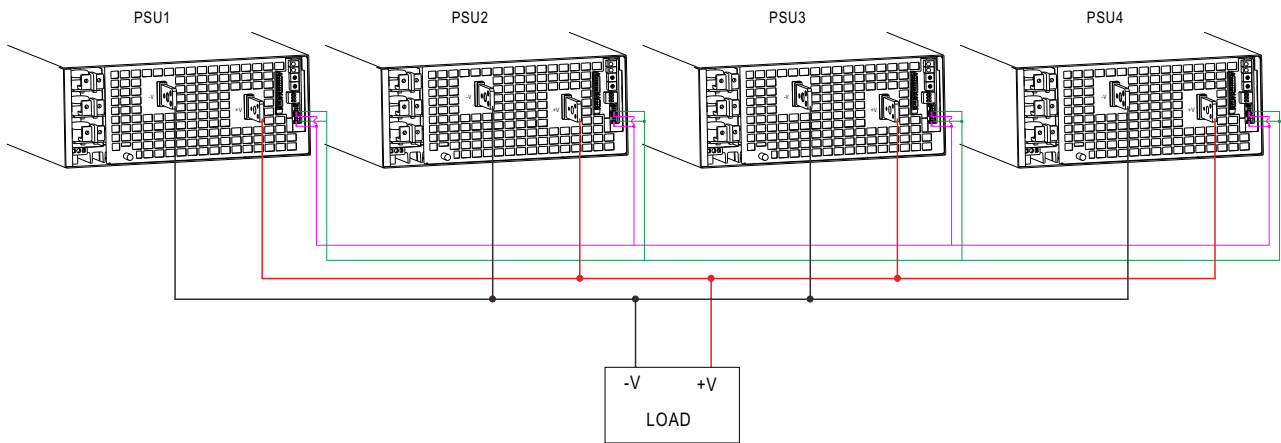 PSU1 PSU2 PSU3 PSU4
-V +V -V +V -V +V -V +V
-V +V
LOAD